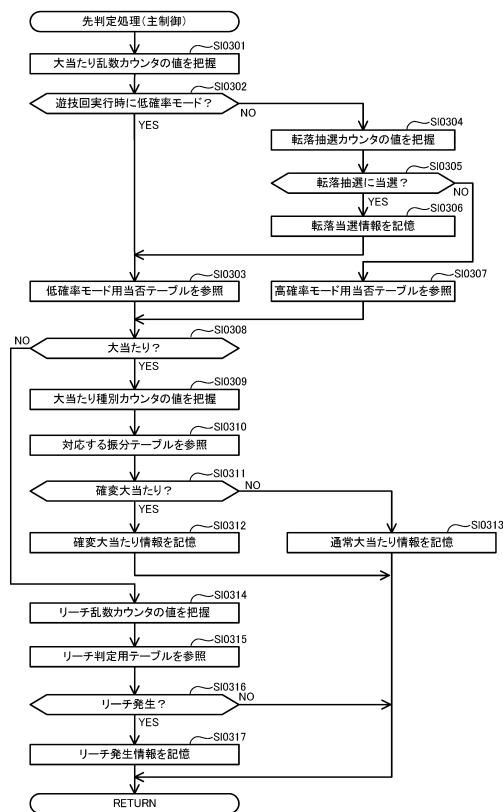 先判定処理(主制御)
SI0301
大当たり乱数カウンタの値を把握
SI0302
遊技回実行時に低確率モード?
NO
YES
SI0304
転落抽選カウンタの値を把握
SI0305
転落抽選に当選?
NO
YES
SI0306
転落当選情報を記憶
SI0303
低確率モード用当否テーブルを参照
SI0307
高確率モード用当否テーブルを参照
SI0308
NO
大当たり?
YES
SI0309
大当たり種別カウンタの値を把握
SI0310
対応する振分テーブルを参照
SI0311
確変大当たり?
NO
YES
SI0312
確変大当たり情報を記憶
SI0313
通常大当たり情報を記憶
SI0314
リーチ乱数カウンタの値を把握
SI0315
リーチ判定用テーブルを参照
SI0316
リーチ発生?
NO
YES
SI0317
リーチ発生情報を記憶
RETURN